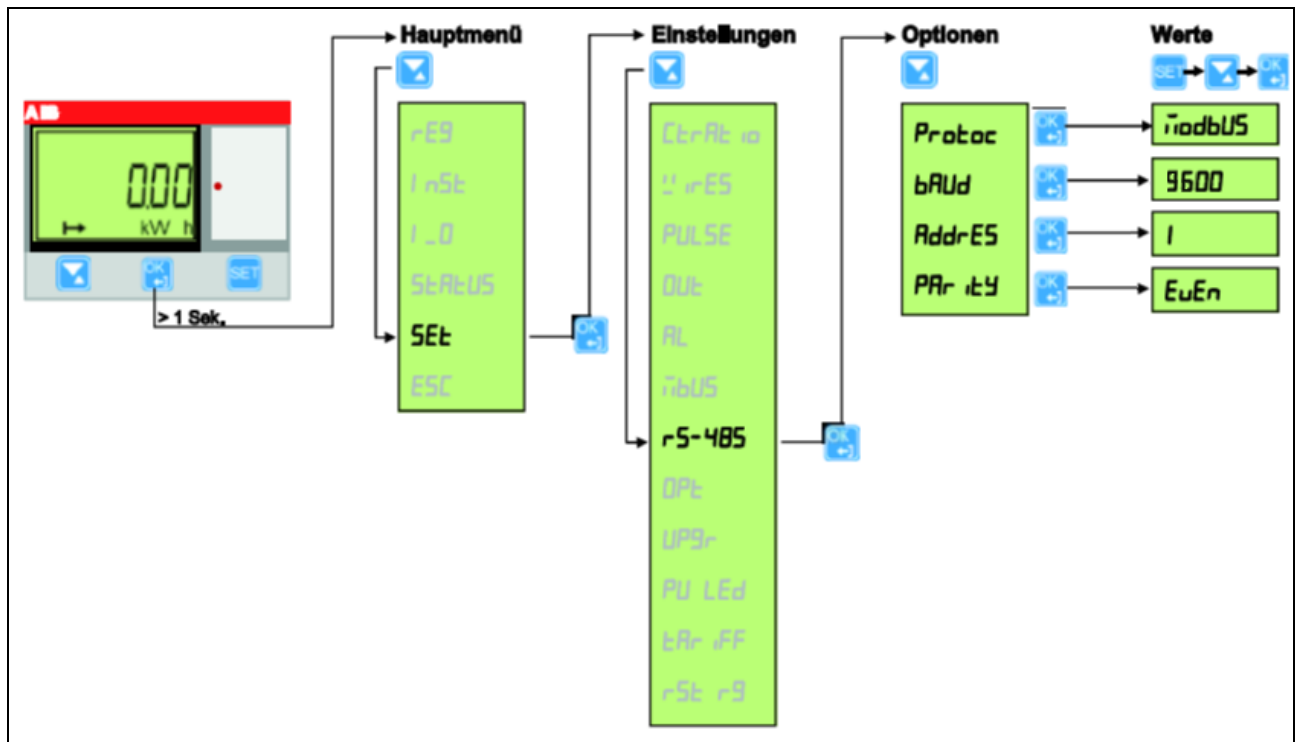 Hauptmenü
Einstellungen
Optionen
Werte
SET
OK
ABB
0.00
kW h
OK
SET
> 1 Sek.
rEg
InSt
I_O
StAtUS
SEt
ESC
OK
CtrAtio
WirES
PULSE
OUt
AL
mbUS
rS-485
OPt
UPgr
PU LEd
tAriFF
rSt rg
OK
Protoc
OK
modbUS
bAUd
OK
9600
AddrES
OK
1
PAritY
OK
EvEn